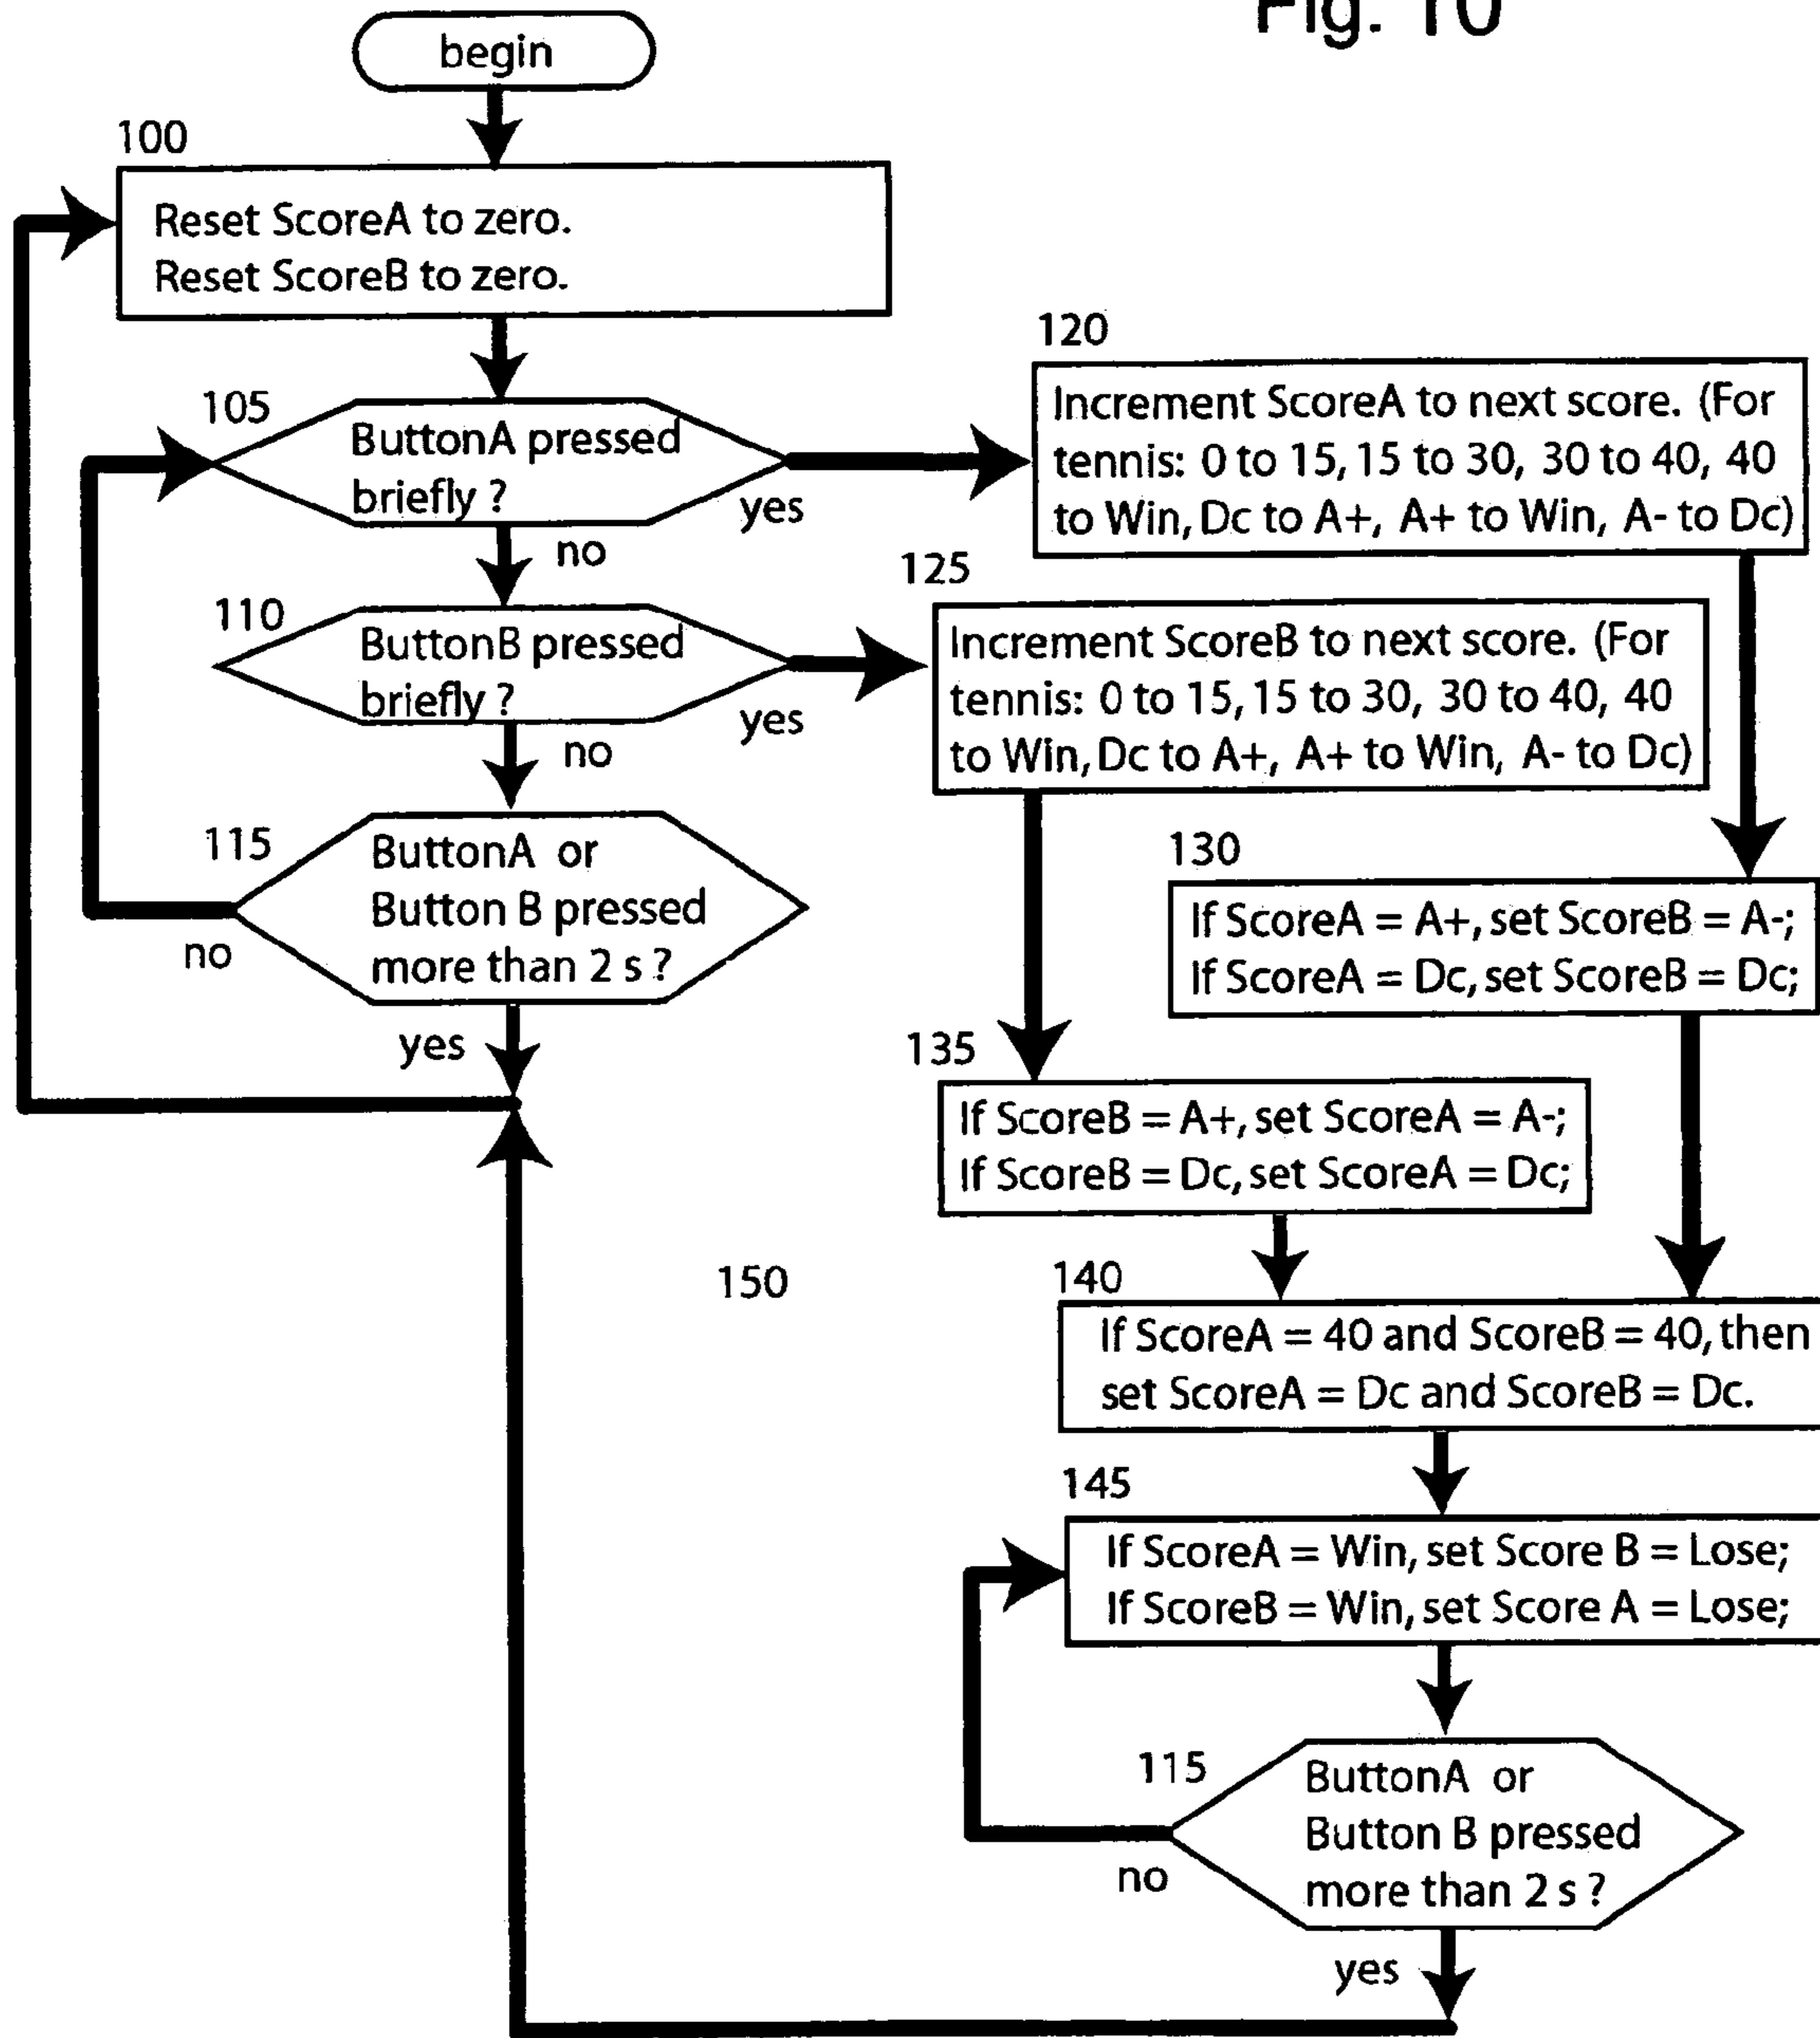 Fig. 10
begin
100
Reset ScoreA to zero.
Reset ScoreB to zero.
105
ButtonA pressed
briefly ?
yes
no
120
Increment ScoreA to next score. (For
tennis: 0 to 15, 15 to 30, 30 to 40, 40
to Win, Dc to A+, A+ to Win, A- to Dc)
110
ButtonB pressed
briefly ?
yes
no
125
Increment ScoreB to next score. (For
tennis: 0 to 15, 15 to 30, 30 to 40, 40
to Win, Dc to A+, A+ to Win, A- to Dc)
115
ButtonA or
Button B pressed
more than 2 s ?
no
yes
130
If ScoreA = A+, set ScoreB = A-;
If ScoreA = Dc, set ScoreB = Dc;
135
If ScoreB = A+, set ScoreA = A-;
If ScoreB = Dc, set ScoreA = Dc;
150
140
If ScoreA = 40 and ScoreB = 40, then
set ScoreA = Dc and ScoreB = Dc.
145
If ScoreA = Win, set Score B = Lose;
If ScoreB = Win, set Score A = Lose;
115
ButtonA or
Button B pressed
more than 2 s ?
no
yes